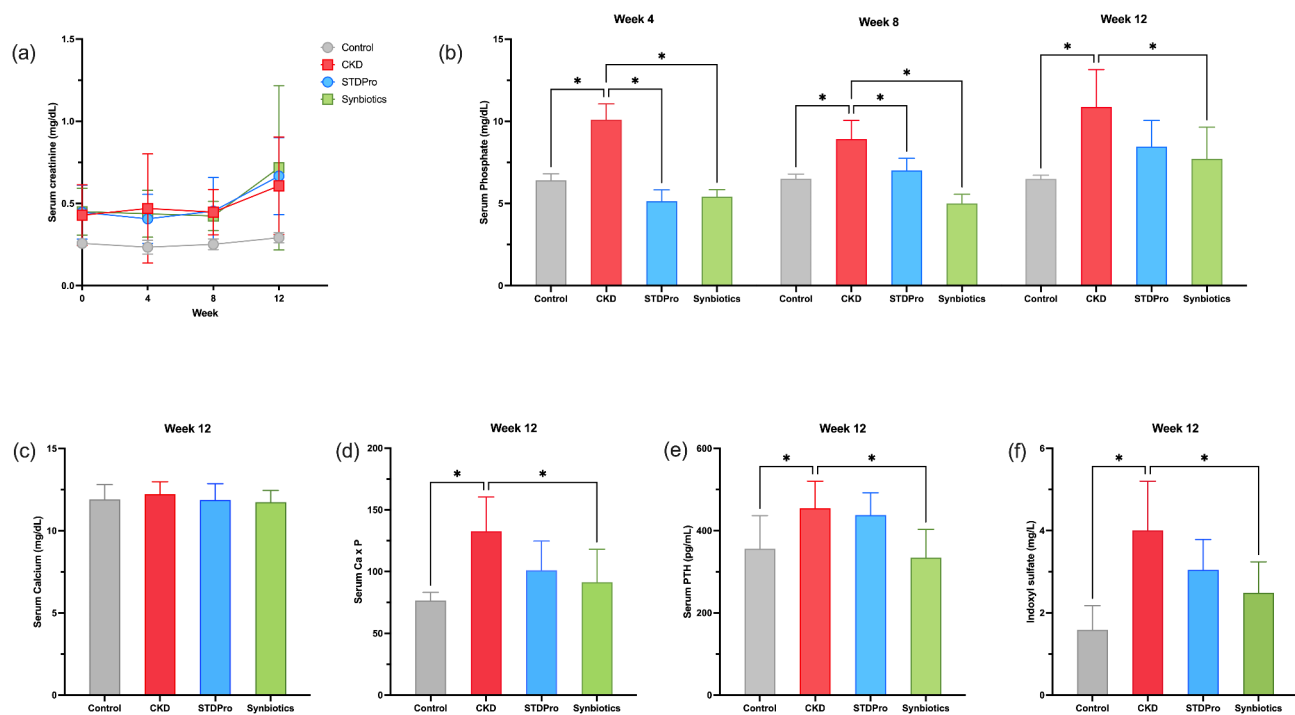 (a)
Serum creatinine (mg/dL)
1.5
1.0
0.5
0.0
0 4 8 12
Week
Control
CKD
STDPro
Synbiotics
(b)
Week 4
Week 8
Week 12
Serum Phosphate (mg/dL)
15
10
5
0
* * *
* * *
* *
Control CKD STDPro Synbiotics
Control CKD STDPro Synbiotics
Control CKD STDPro Synbiotics
(c)
Week 12
Serum Calcium (mg/dL)
15
10
5
0
Control CKD STDPro Synbiotics
(d)
Week 12
Serum Ca x P
200
150
100
75
50
25
0
* *
Control CKD STDPro Synbiotics
(e)
Week 12
Serum PTH (pg/mL)
600
400
200
0
* *
Control CKD STDPro Synbiotics
(f)
Week 12
Indoxyl sulfate (mg/L)
6
4
2
0
* *
Control CKD STDPro Synbiotics